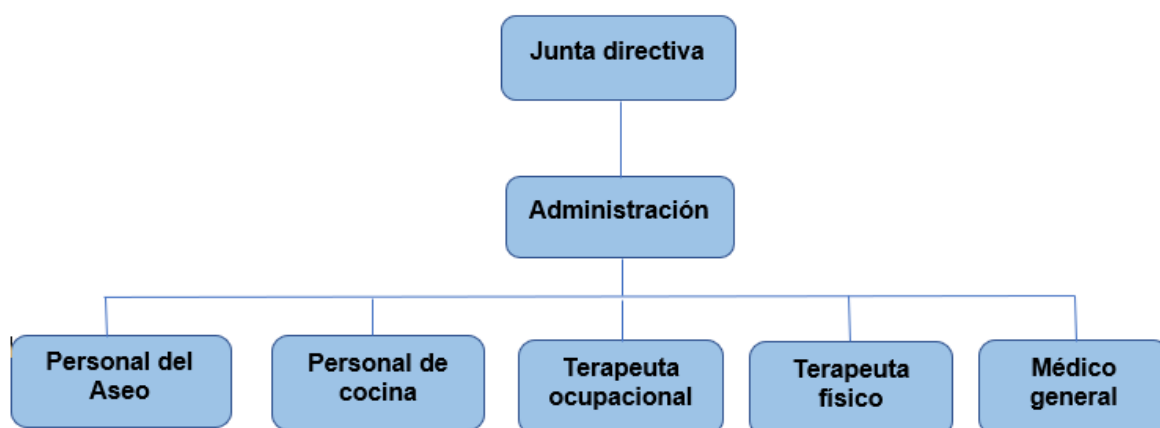 Junta directiva
Administración
Personal del
Aseo
Personal de
cocina
Terapeuta
ocupacional
Terapeuta
físico
Médico
general